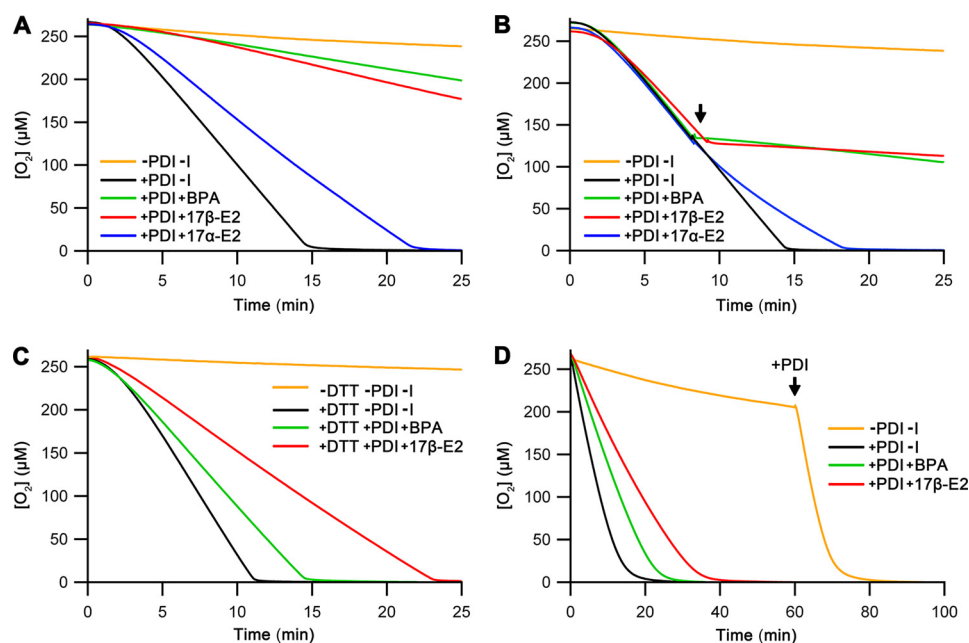 A
[O₂] (µM)
250
200
150
100
50
0
-PDI -I
+PDI -I
+PDI +BPA
+PDI +17β-E2
+PDI +17α-E2
0 5 10 15 20 25
Time (min)
B
[O₂] (µM)
250
200
150
100
50
0
-PDI -I
+PDI -I
+PDI +BPA
+PDI +17β-E2
+PDI +17α-E2
0 5 10 15 20 25
Time (min)
C
[O₂] (µM)
250
200
150
100
50
0
-DTT -PDI -I
+DTT -PDI -I
+DTT +PDI +BPA
+DTT +PDI +17β-E2
0 5 10 15 20 25
Time (min)
D
[O₂] (µM)
250
200
150
100
50
0
+PDI
-PDI -I
+PDI -I
+PDI +BPA
+PDI +17β-E2
0 20 40 60 80 100
Time (min)